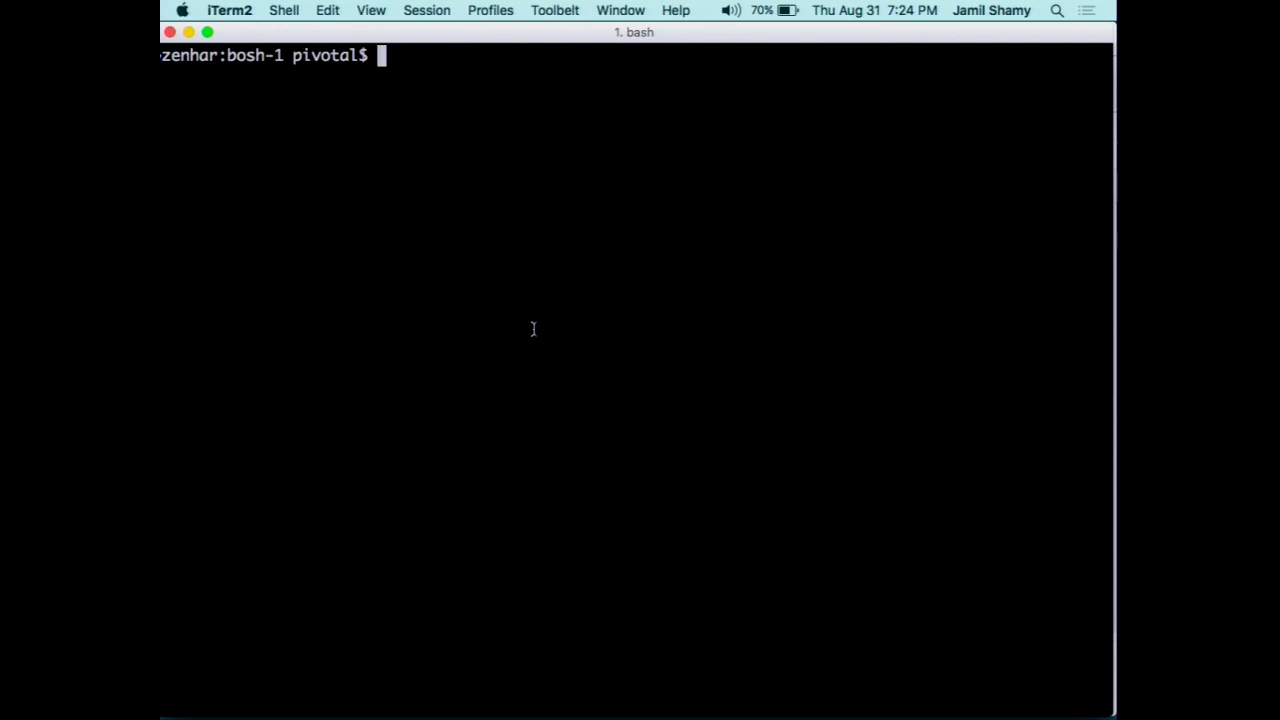 iTerm2 Shell Edit View Session Profiles Toolbelt Window Help 70% Thu Aug 31 7:24 PM Jamil Shamy
1. bash
zenhar:bosh-1 pivotal$